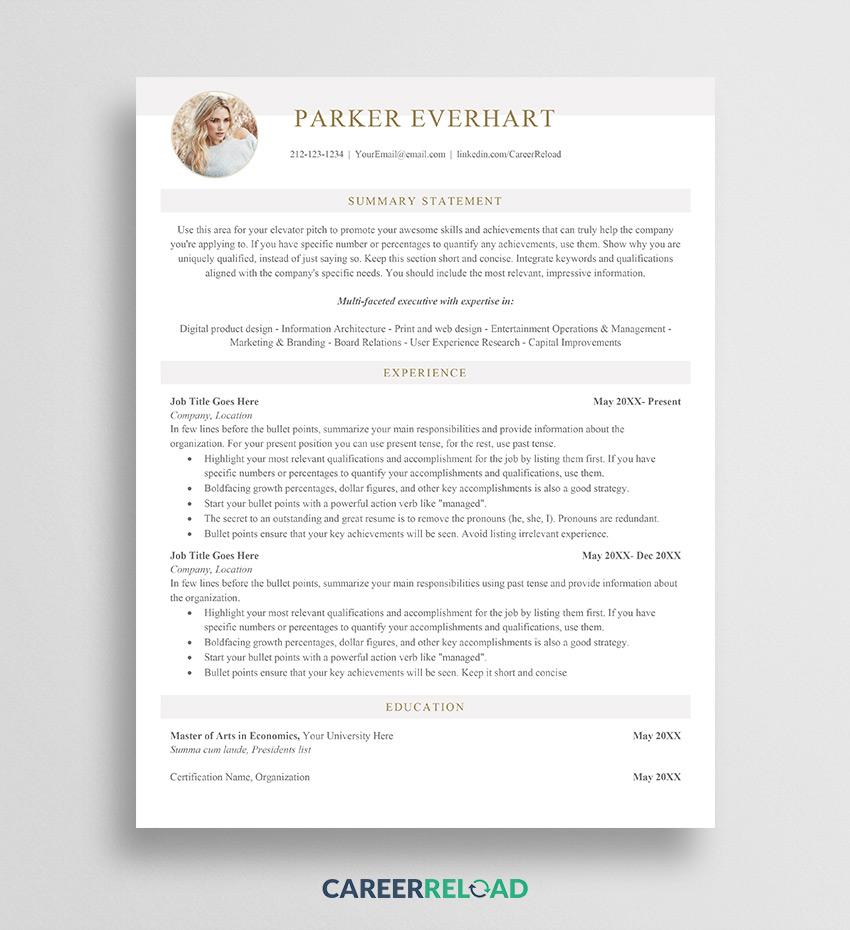 PARKER EVERHART
212-123-1234 | YourEmail@email.com | linkedin.com/CareerReload
SUMMARY STATEMENT
Use this area for your elevator pitch to promote your awesome skills and achievements that can truly help the company
you're applying to. If you have specific number or percentages to quantify any achievements, use them. Show why you are
uniquely qualified, instead of just saying so. Keep this section short and concise. Integrate keywords and qualifications
aligned with the company's specific needs. You should include the most relevant, impressive information.
Multi-faceted executive with expertise in:
Digital product design - Information Architecture - Print and web design - Entertainment Operations & Management -
Marketing & Branding - Board Relations - User Experience Research - Capital Improvements
EXPERIENCE
Job Title Goes Here May 20XX- Present
Company, Location
In few lines before the bullet points, summarize your main responsibilities and provide information about the
organization. For your present position you can use present tense, for the rest, use past tense.
• Highlight your most relevant qualifications and accomplishment for the job by listing them first. If you have
specific numbers or percentages to quantify your accomplishments and qualifications, use them.
• Boldfacing growth percentages, dollar figures, and other key accomplishments is also a good strategy.
• Start your bullet points with a powerful action verb like "managed".
• The secret to an outstanding and great resume is to remove the pronouns (he, she, I). Pronouns are redundant.
• Bullet points ensure that your key achievements will be seen. Avoid listing irrelevant experience.
Job Title Goes Here May 20XX- Dec 20XX
Company, Location
In few lines before the bullet points, summarize your main responsibilities using past tense and provide information about
the organization.
• Highlight your most relevant qualifications and accomplishment for the job by listing them first. If you have
specific numbers or percentages to quantify your accomplishments and qualifications, use them.
• Boldfacing growth percentages, dollar figures, and other key accomplishments is also a good strategy.
• Start your bullet points with a powerful action verb like "managed".
• Bullet points ensure that your key achievements will be seen. Keep it short and concise
EDUCATION
Master of Arts in Economics, Your University Here May 20XX
Summa cum laude, Presidents list
Certification Name, Organization May 20XX
CAREERRELOAD